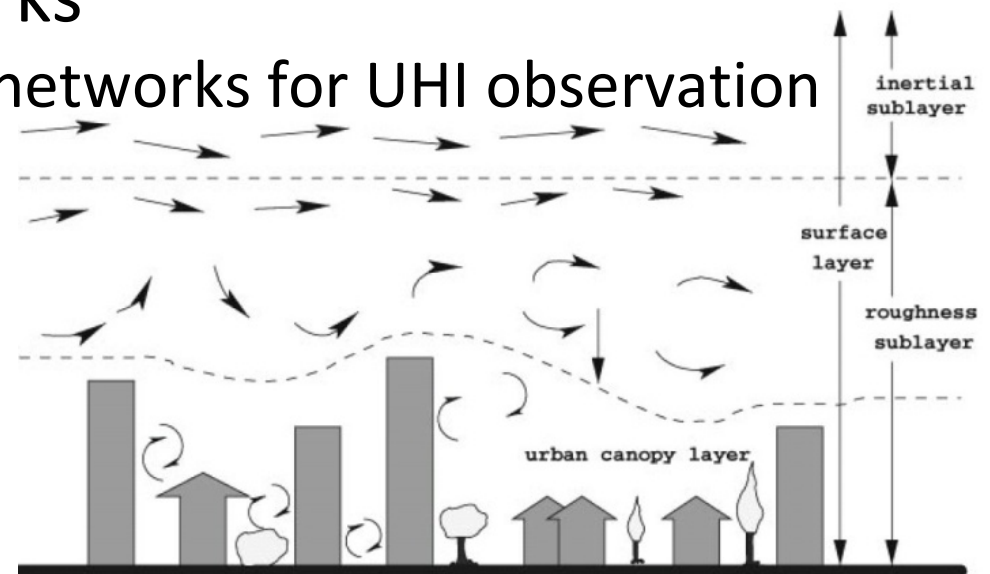 networks for UHI observation
inertial
sublayer
surface
layer
roughness
sublayer
urban canopy layer